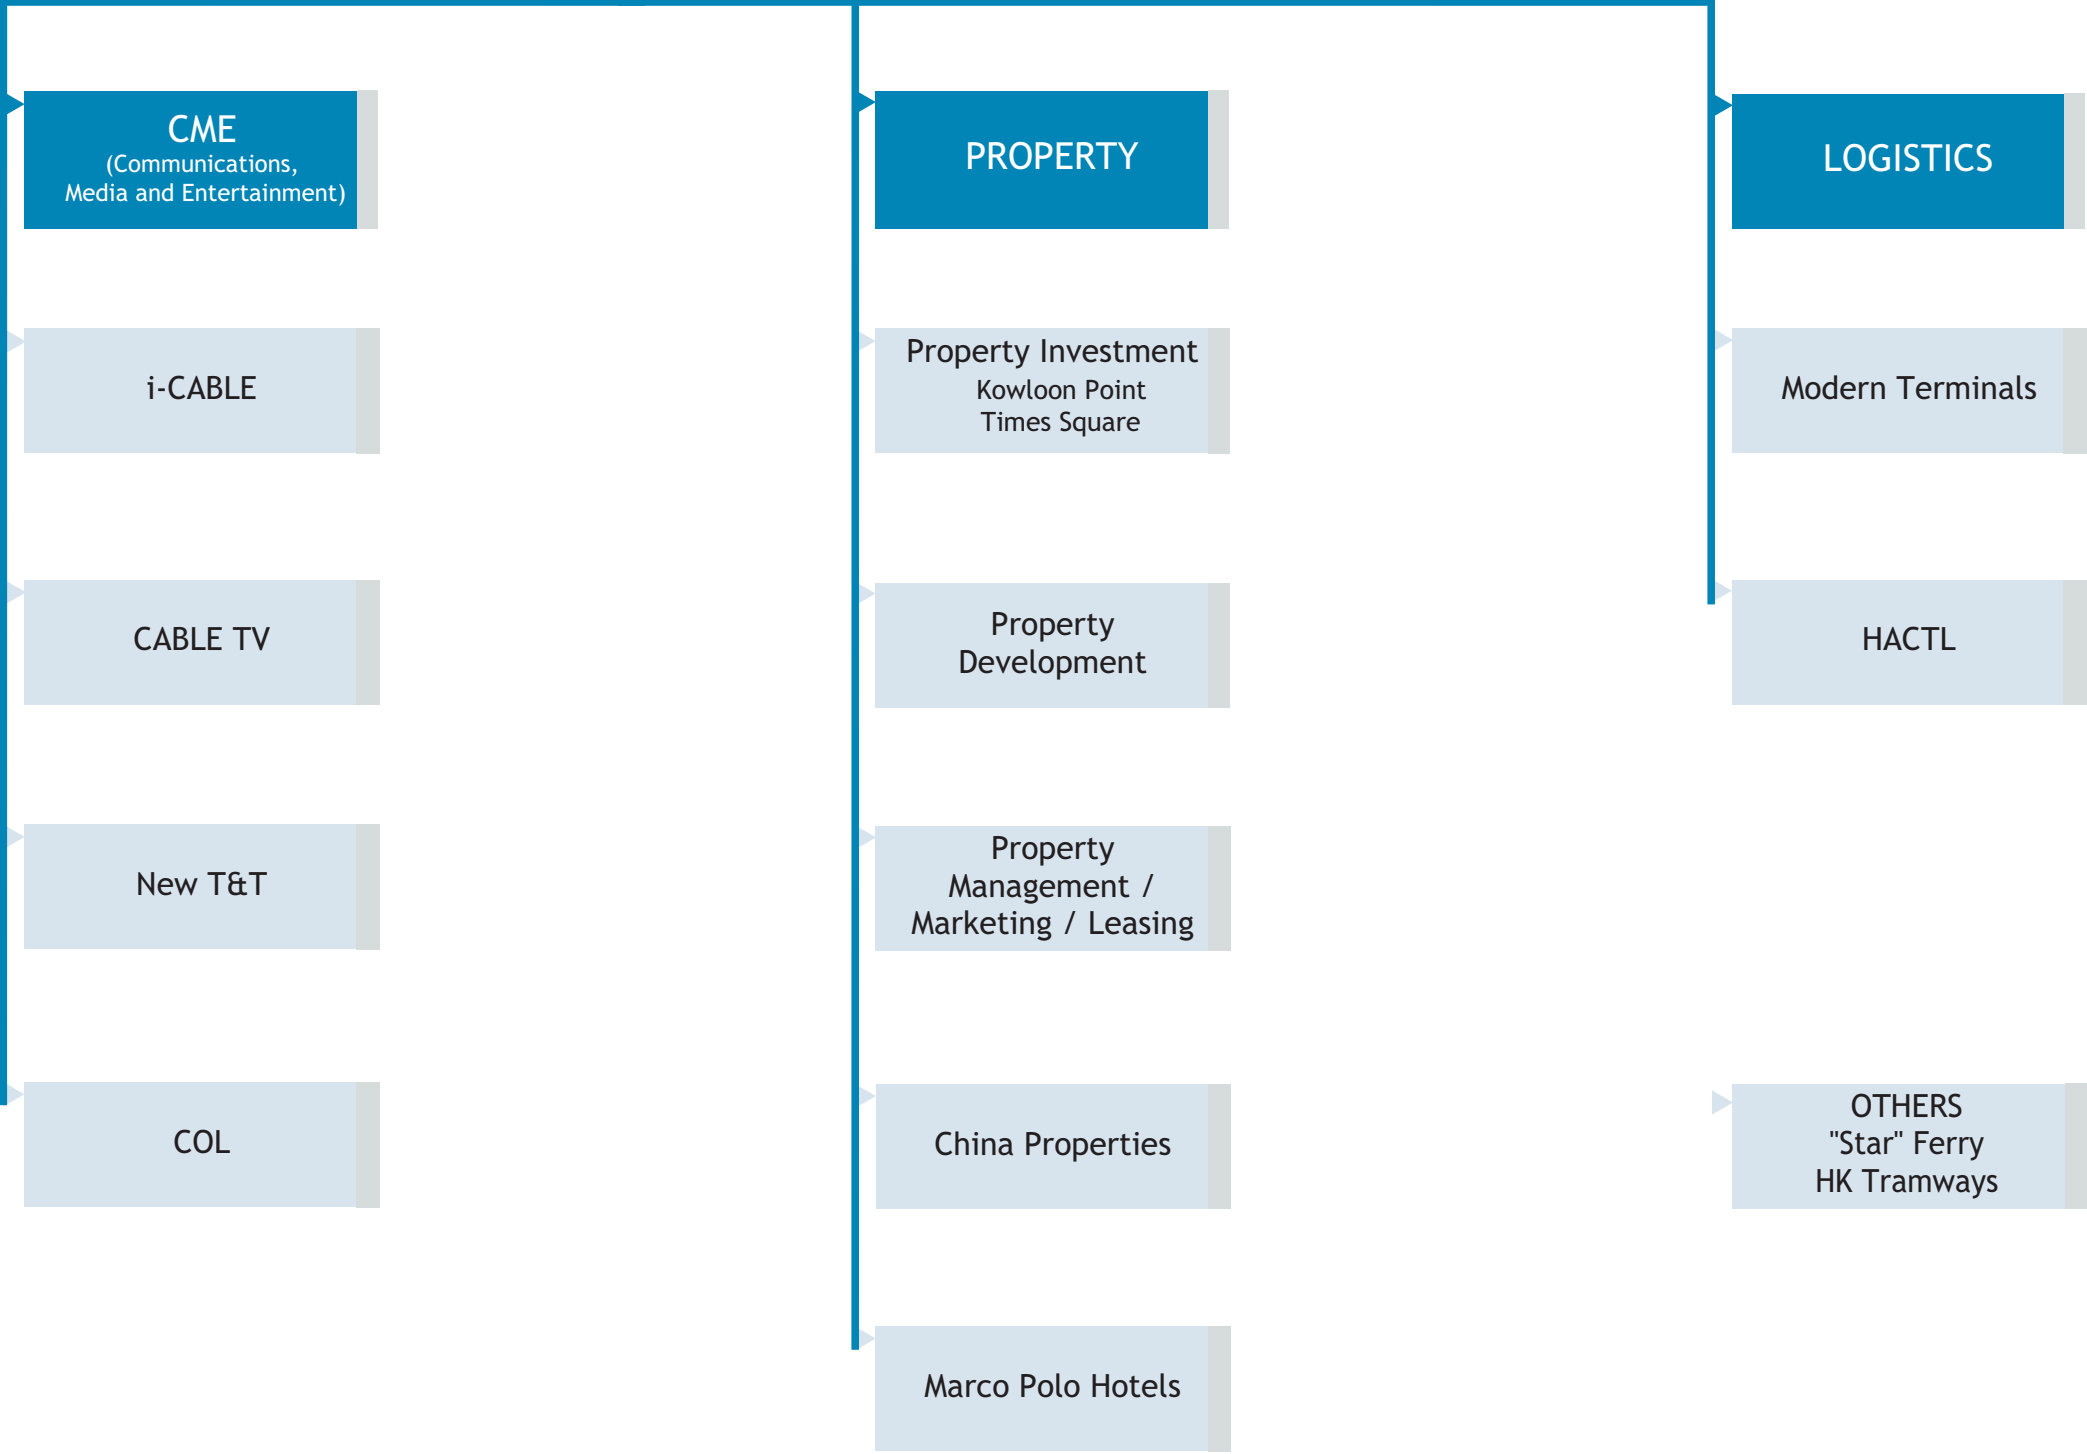 CME
(Communications,
Media and Entertainment)
i-CABLE
CABLE TV
New T&T
COL
PROPERTY
Property Investment
Kowloon Point
Times Square
Property
Development
Property
Management /
Marketing / Leasing
China Properties
Marco Polo Hotels
LOGISTICS
Modern Terminals
HACTL
OTHERS
"Star" Ferry
HK Tramways